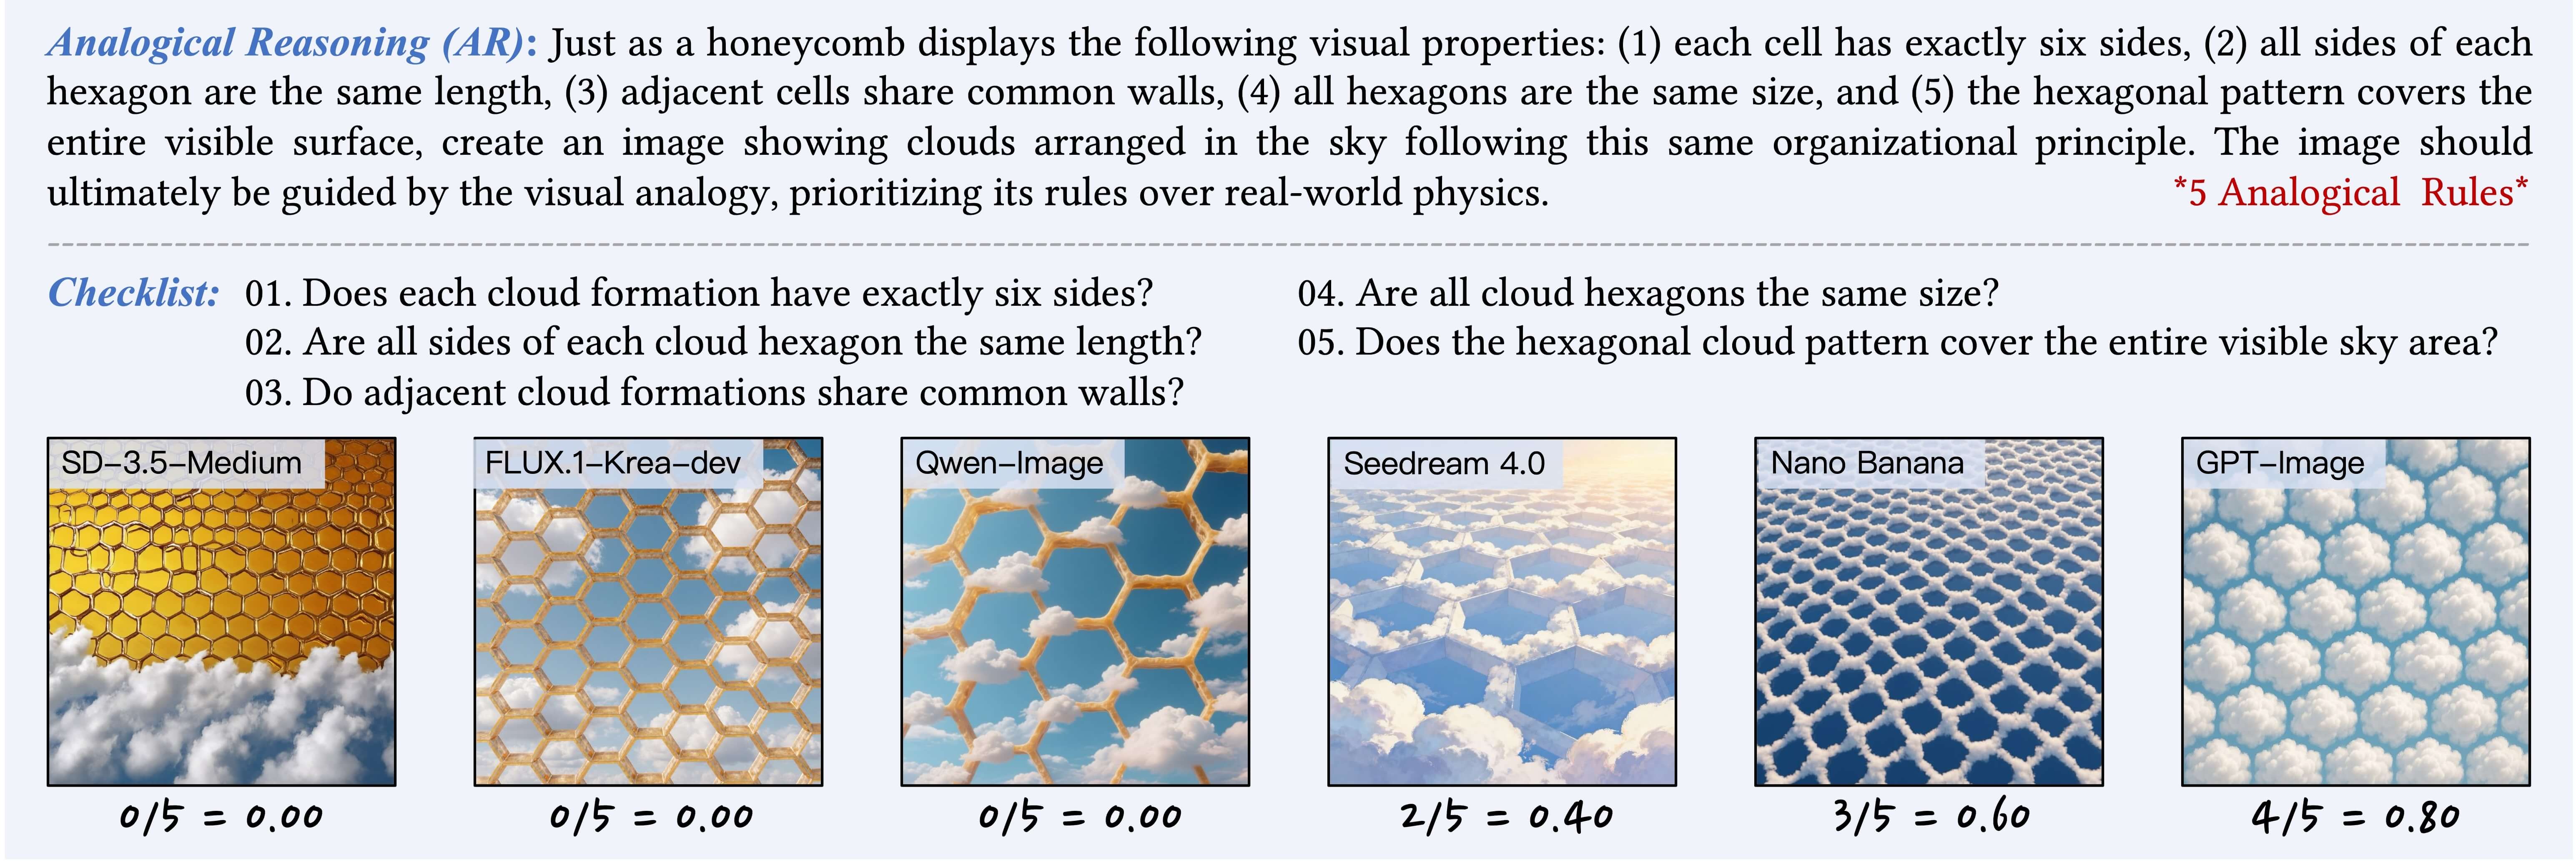 Analogical Reasoning (AR): Just as a honeycomb displays the following visual properties: (1) each cell has exactly six sides, (2) all sides of each
hexagon are the same length, (3) adjacent cells share common walls, (4) all hexagons are the same size, and (5) the hexagonal pattern covers the
entire visible surface, create an image showing clouds arranged in the sky following this same organizational principle. The image should
ultimately be guided by the visual analogy, prioritizing its rules over real-world physics. *5 Analogical Rules*
Checklist: 01. Does each cloud formation have exactly six sides?
02. Are all sides of each cloud hexagon the same length?
03. Do adjacent cloud formations share common walls?
04. Are all cloud hexagons the same size?
05. Does the hexagonal cloud pattern cover the entire visible sky area?
SD-3.5-Medium
FLUX.1-Krea-dev
Qwen-Image
Seedream 4.0
Nano Banana
GPT-Image
0/5 = 0.00
0/5 = 0.00
0/5 = 0.00
2/5 = 0.40
3/5 = 0.60
4/5 = 0.80